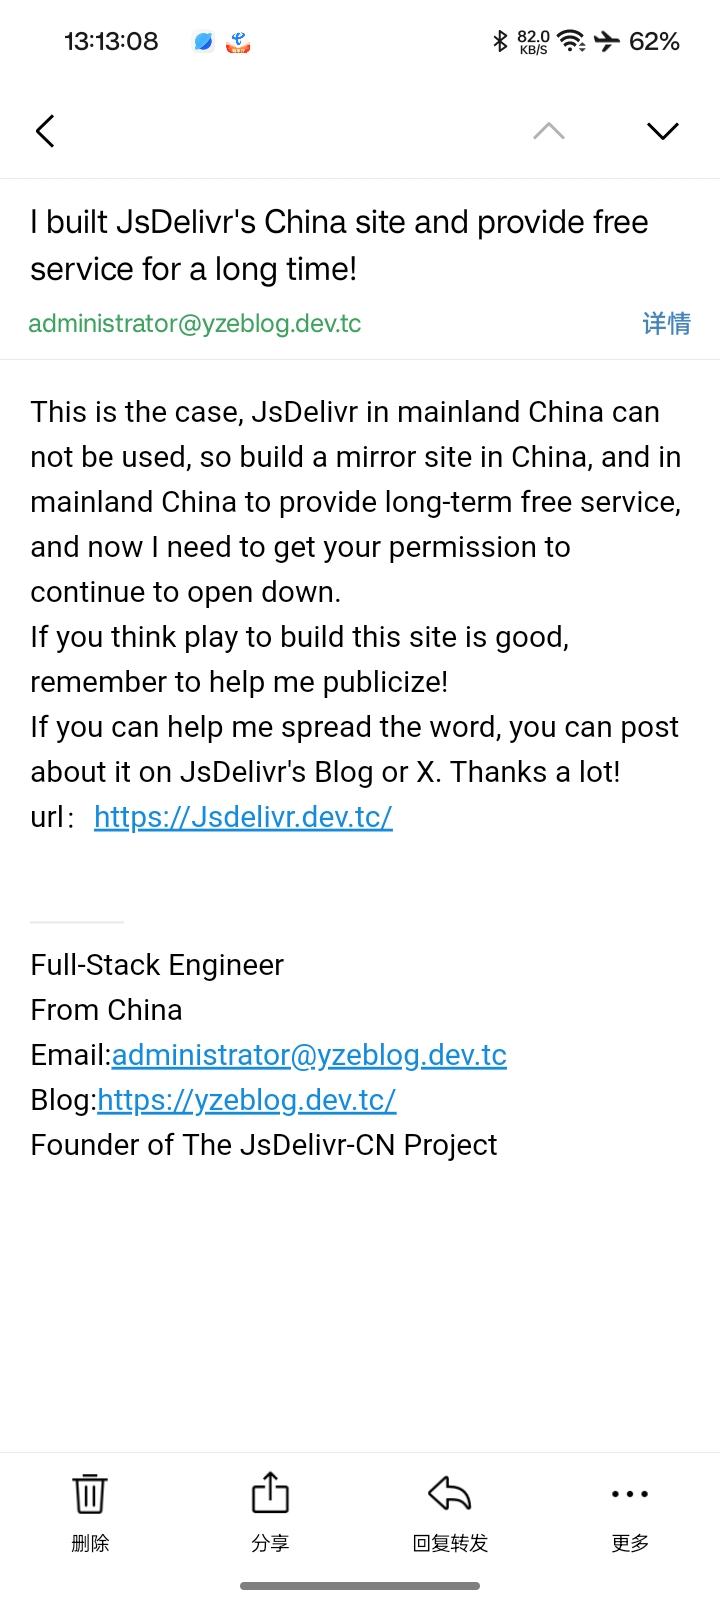 13:13:08 82.0 KB/S 62%
I built JsDelivr's China site and provide free
service for a long time!
administrator@yzeblog.dev.tc 详情
This is the case, JsDelivr in mainland China can
not be used, so build a mirror site in China, and in
mainland China to provide long-term free service,
and now I need to get your permission to
continue to open down.
If you think play to build this site is good,
remember to help me publicize!
If you can help me spread the word, you can post
about it on JsDelivr's Blog or X. Thanks a lot!
url： https://Jsdelivr.dev.tc/
Full-Stack Engineer
From China
Email:administrator@yzeblog.dev.tc
Blog:https://yzeblog.dev.tc/
Founder of The JsDelivr-CN Project
删除 分享 回复转发 更多